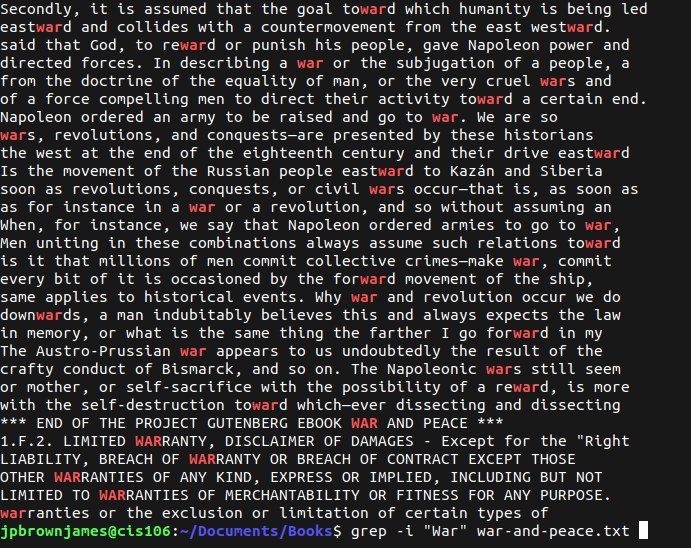 Secondly, it is assumed that the goal toward which humanity is being led
eastward and collides with a countermovement from the east westward.
said that God, to reward or punish his people, gave Napoleon power and
directed forces. In describing a war or the subjugation of a people, a
from the doctrine of the equality of man, or the very cruel wars and
of a force compelling men to direct their activity toward a certain end.
Napoleon ordered an army to be raised and go to war. We are so
wars, revolutions, and conquests—are presented by these historians
the west at the end of the eighteenth century and their drive eastward
Is the movement of the Russian people eastward to Kazán and Siberia
soon as revolutions, conquests, or civil wars occur—that is, as soon as
as for instance in a war or a revolution, and so without assuming an
When, for instance, we say that Napoleon ordered armies to go to war,
Men uniting in these combinations always assume such relations toward
is it that millions of men commit collective crimes—make war, commit
every bit of it is occasioned by the forward movement of the ship,
same applies to historical events. Why war and revolution occur we do
downwards, a man indubitably believes this and always expects the law
in memory, or what is the same thing the farther I go forward in my
The Austro-Prussian war appears to us undoubtedly the result of the
crafty conduct of Bismarck, and so on. The Napoleonic wars still seem
or mother, or self-sacrifice with the possibility of a reward, is more
with the self-destruction toward which—ever dissecting and dissecting
*** END OF THE PROJECT GUTENBERG EBOOK WAR AND PEACE ***
1.F.2. LIMITED WARRANTY, DISCLAIMER OF DAMAGES - Except for the "Right
LIABILITY, BREACH OF WARRANTY OR BREACH OF CONTRACT EXCEPT THOSE
OTHER WARRANTIES OF ANY KIND, EXPRESS OR IMPLIED, INCLUDING BUT NOT
LIMITED TO WARRANTIES OF MERCHANTABILITY OR FITNESS FOR ANY PURPOSE.
warranties or the exclusion or limitation of certain types of
jpbrownjames@cis106:~/Documents/Books$ grep -i "War" war-and-peace.txt